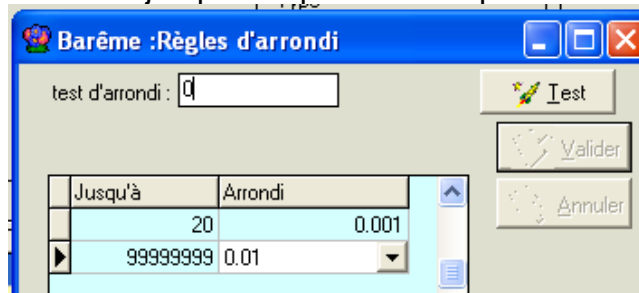 Barême :Règles d'arrondi
test d'arrondi : 0
Test
Valider
Annuler
Jusqu'à Arrondi
20 0.001
99999999 0.01